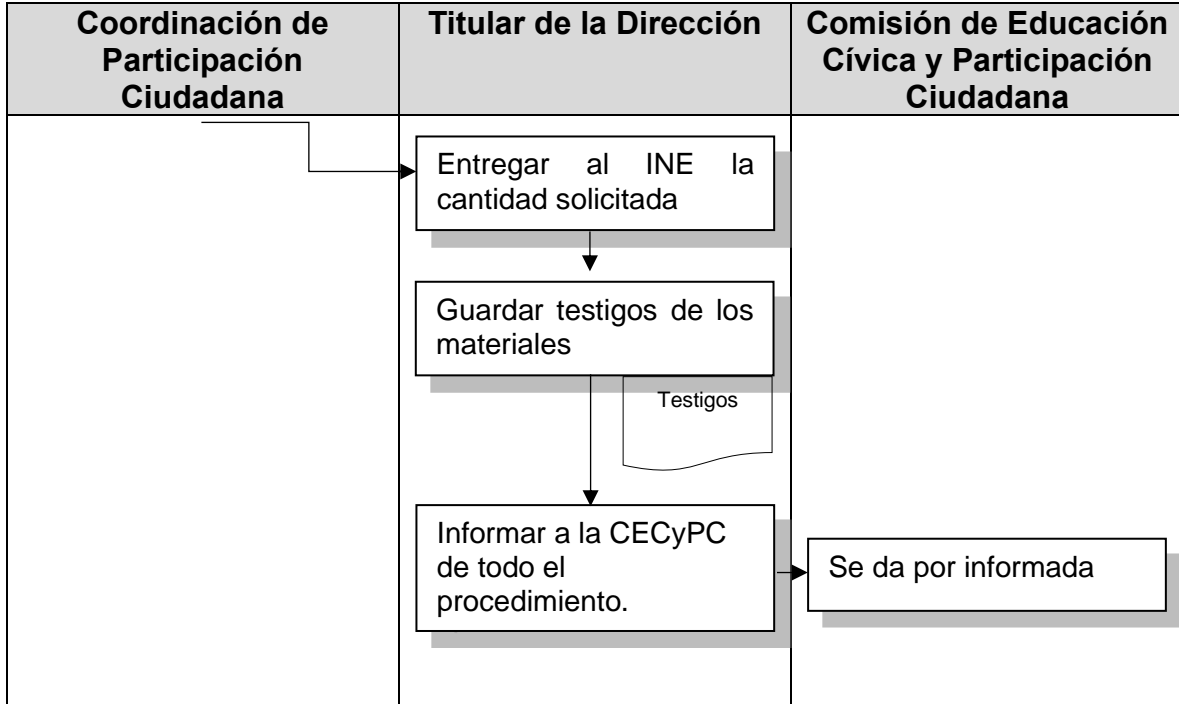 Coordinación de
Participación
Ciudadana
Titular de la Dirección
Comisión de Educación
Cívica y Participación
Ciudadana
Entregar al INE la
cantidad solicitada
Guardar testigos de los
materiales
Testigos
Informar a la CECyPC
de todo el
procedimiento.
Se da por informada